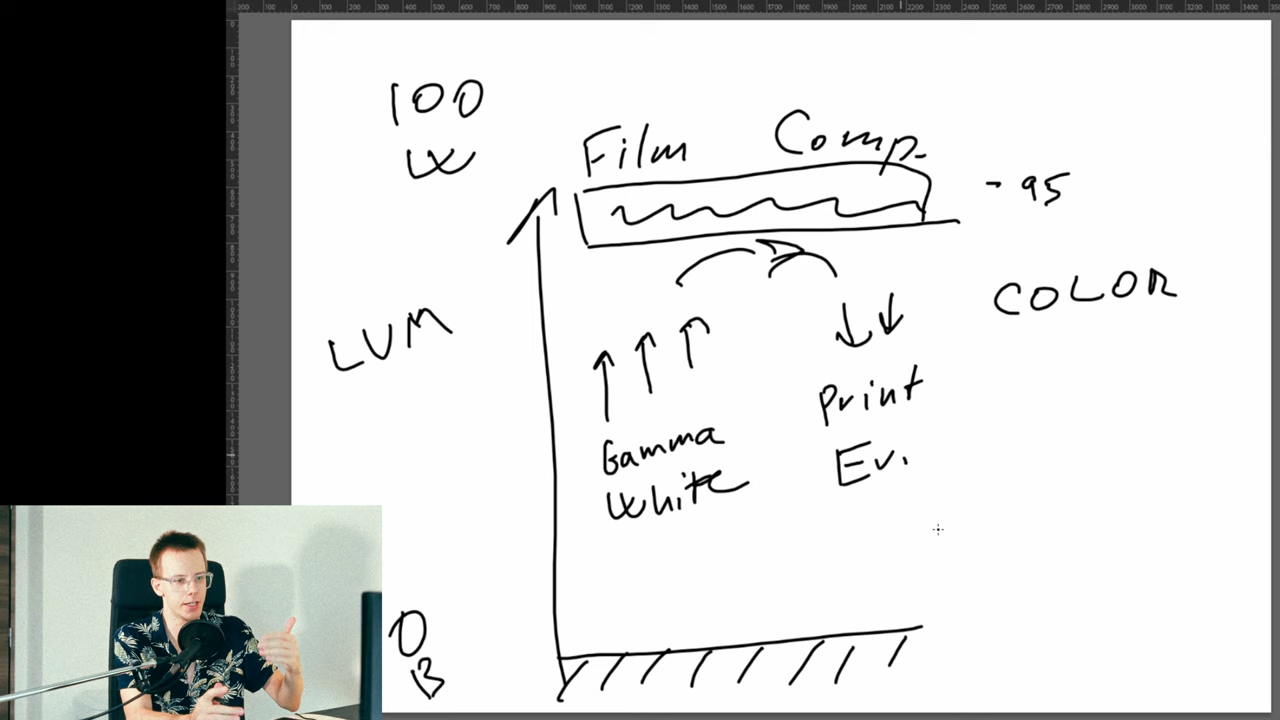 100
W
Film Comp.
- 95
COLOR
LUM
Print
Ev.
Gamma
White
0
B